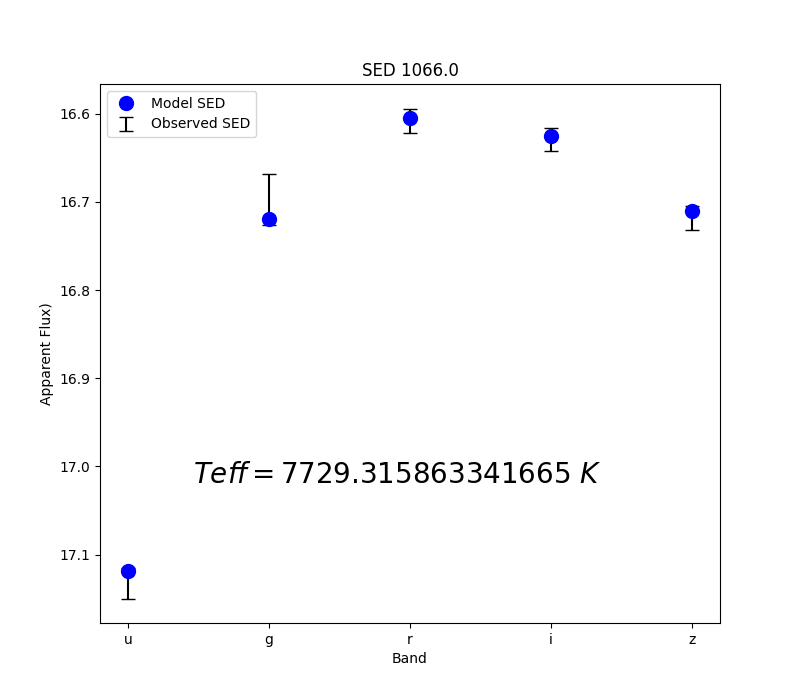 SED 1066.0
Model SED
Observed SED
16.6
16.7
16.8
16.9
17.0
17.1
Apparent Flux)
Teff = 7729.315863341665 K
u g r i z
Band